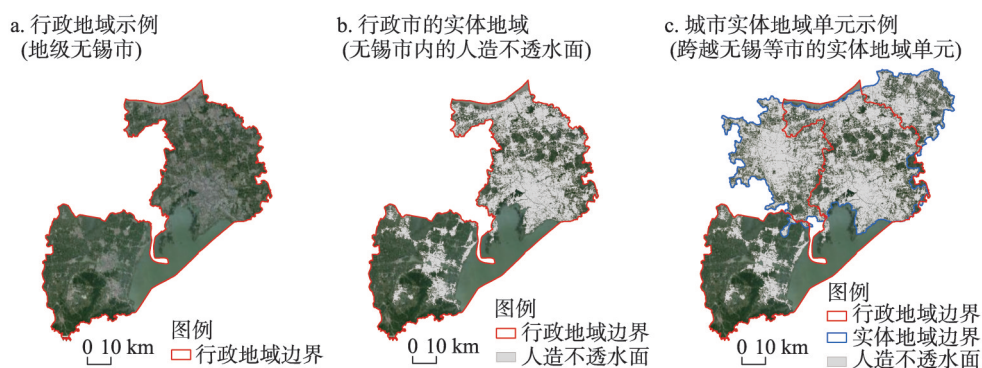 a. 行政地域示例
(地级无锡市)
图例
0 10 km
行政地域边界
b. 行政市的实体地域
(无锡市内的人造不透水面)
图例
行政地域边界
0 10 km
人造不透水面
c. 城市实体地域单元示例
(跨越无锡等市的实体地域单元)
图例
行政地域边界
0 10 km
实体地域边界
人造不透水面